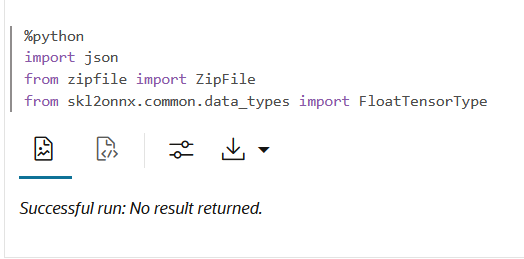 %python
import json
from zipfile import ZipFile
from skl2onnx.common.data_types import FloatTensorType
Successful run: No result returned.